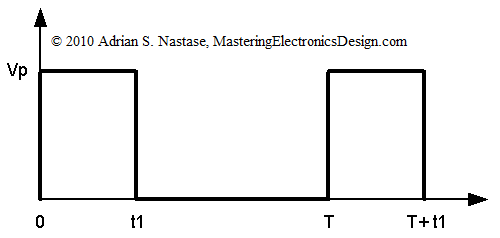 © 2010 Adrian S. Nastase, MasteringElectronicsDesign.com
Vp
0 t1 T T + t1